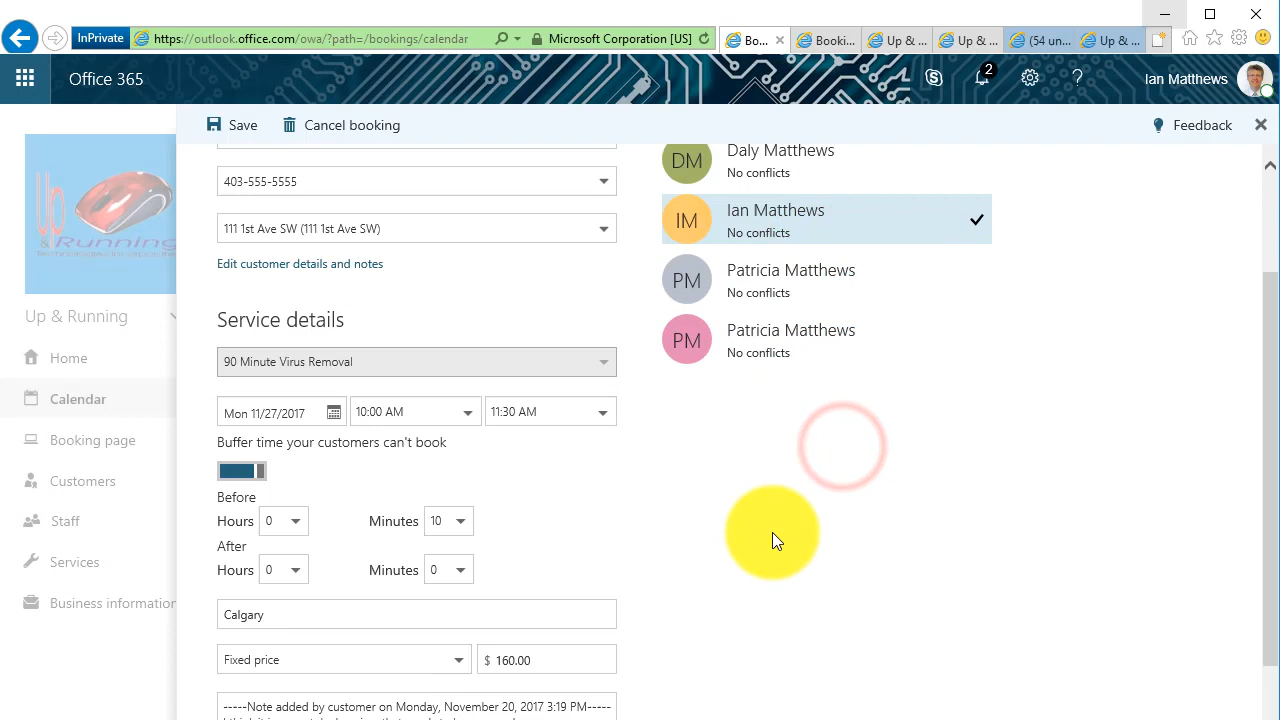 InPrivate
https://outlook.office.com/owa/?path=/bookings/calendar
Microsoft Corporation [US]
Bo...
Booki...
Up & ...
Up & ...
(54 un...
Up & ...
Office 365
2
Ian Matthews
Save
Cancel booking
Feedback
Up
& Running
Up & Running
Home
Calendar
Booking page
Customers
Staff
Services
Business information
403-555-5555
111 1st Ave SW (111 1st Ave SW)
Edit customer details and notes
Service details
90 Minute Virus Removal
Mon 11/27/2017
10:00 AM
11:30 AM
Buffer time your customers can't book
Before
Hours 0 Minutes 10
After
Hours 0 Minutes 0
Calgary
Fixed price
$ 160.00
-----Note added by customer on Monday, November 20, 2017 3:19 PM-----
DM
Daly Matthews
No conflicts
IM
Ian Matthews
No conflicts
PM
Patricia Matthews
No conflicts
PM
Patricia Matthews
No conflicts